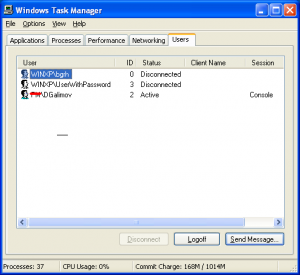 Windows Task Manager
File Options View Help
Applications Processes Performance Networking Users
User ID Status Client Name Session
WINXP\bgrh 0 Disconnected
WINXP\UserWithPassword 3 Disconnected
\DGalimov 2 Active Console
Disconnect Logoff Send Message...
Processes: 37 CPU Usage: 0% Commit Charge: 168M / 1014M